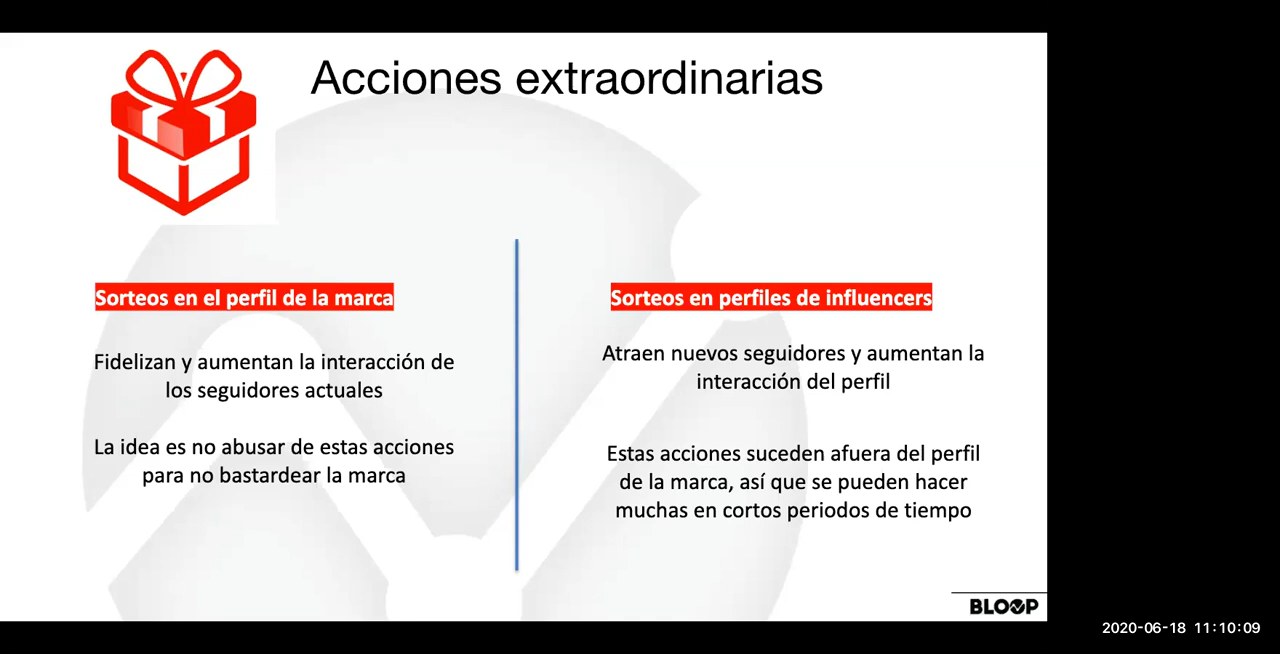 Acciones extraordinarias
Sorteos en el perfil de la marca
Fidelizan y aumentan la interacción de
los seguidores actuales
La idea es no abusar de estas acciones
para no bastardear la marca
Sorteos en perfiles de influencers
Atraen nuevos seguidores y aumentan la
interacción del perfil
Estas acciones suceden afuera del perfil
de la marca, así que se pueden hacer
muchas en cortos periodos de tiempo
BLOOP
2020-06-18 11:10:09